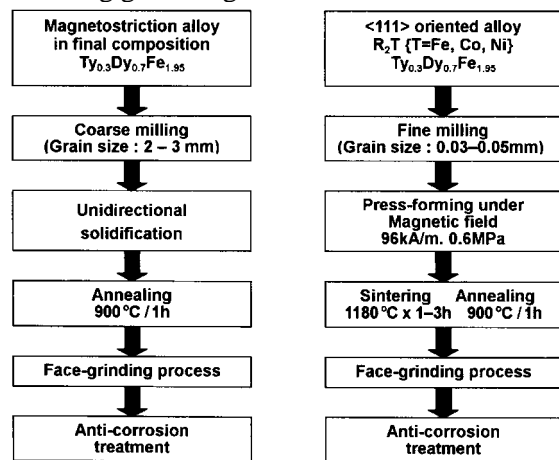 Magnetostriction alloy
in final composition
Ty0.3Dy0.7Fe1.95
Coarse milling
(Grain size : 2 – 3 mm)
Unidirectional
solidification
Annealing
900°C / 1h
Face-grinding process
Anti-corrosion
treatment
<111> oriented alloy
R2T {T=Fe, Co, Ni}
Ty0.3Dy0.7Fe1.95
Fine milling
(Grain size : 0.03–0.05mm)
Press-forming under
Magnetic field
96kA/m. 0.6MPa
Sintering Annealing
1180°C x 1–3h 900°C / 1h
Face-grinding process
Anti-corrosion
treatment